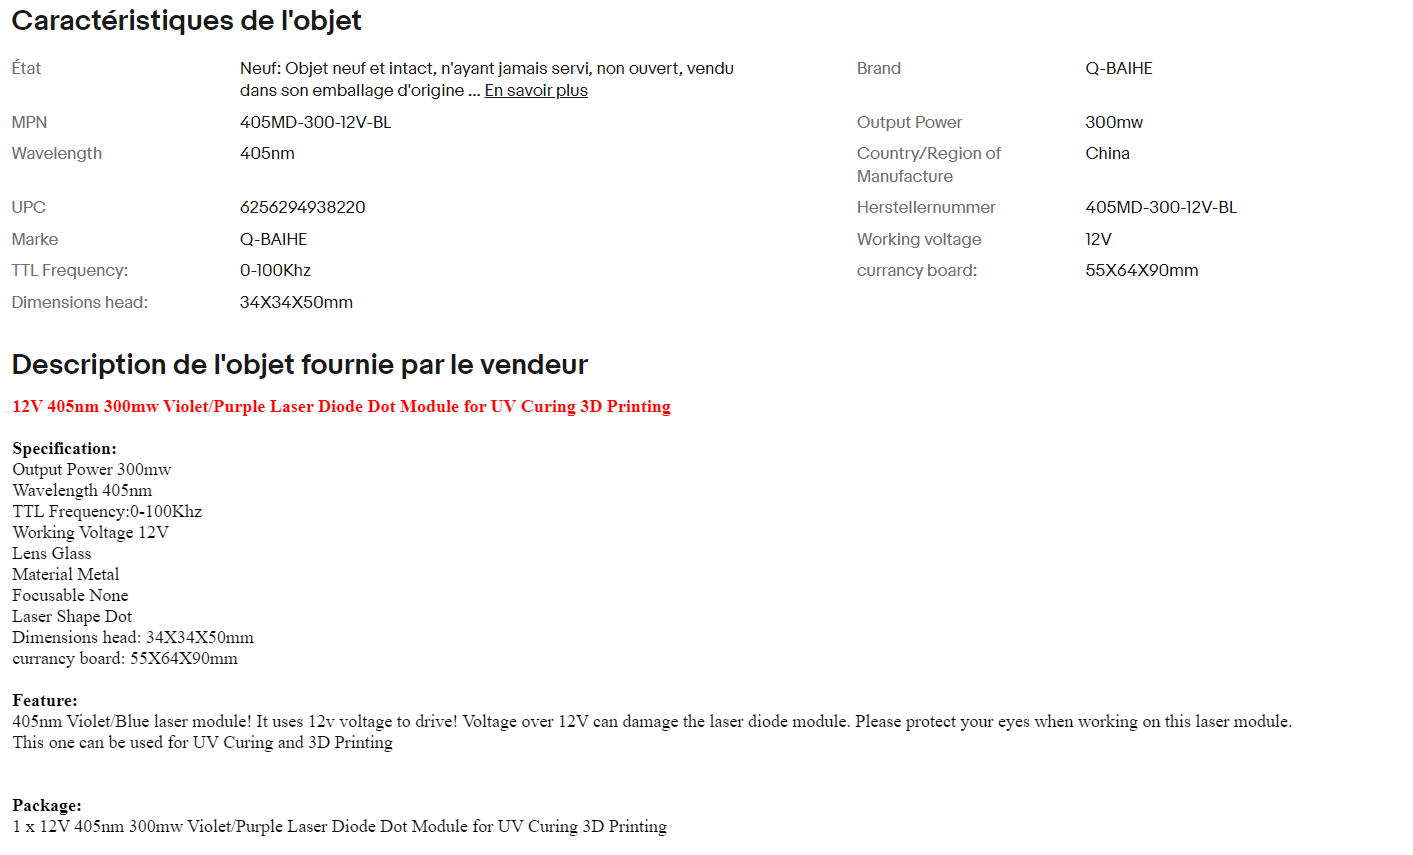 Caractéristiques de l'objet
État Neuf: Objet neuf et intact, n'ayant jamais servi, non ouvert, vendu dans son emballage d'origine ... En savoir plus
Brand Q-BAIHE
MPN 405MD-300-12V-BL
Output Power 300mw
Wavelength 405nm
Country/Region of Manufacture China
UPC 6256294938220
Herstellernummer 405MD-300-12V-BL
Marke Q-BAIHE
Working voltage 12V
TTL Frequency: 0-100Khz
currancy board: 55X64X90mm
Dimensions head: 34X34X50mm
Description de l'objet fournie par le vendeur
12V 405nm 300mw Violet/Purple Laser Diode Dot Module for UV Curing 3D Printing
Specification:
Output Power 300mw
Wavelength 405nm
TTL Frequency:0-100Khz
Working Voltage 12V
Lens Glass
Material Metal
Focusable None
Laser Shape Dot
Dimensions head: 34X34X50mm
currancy board: 55X64X90mm
Feature:
405nm Violet/Blue laser module! It uses 12v voltage to drive! Voltage over 12V can damage the laser diode module. Please protect your eyes when working on this laser module.
This one can be used for UV Curing and 3D Printing
Package:
1 x 12V 405nm 300mw Violet/Purple Laser Diode Dot Module for UV Curing 3D Printing